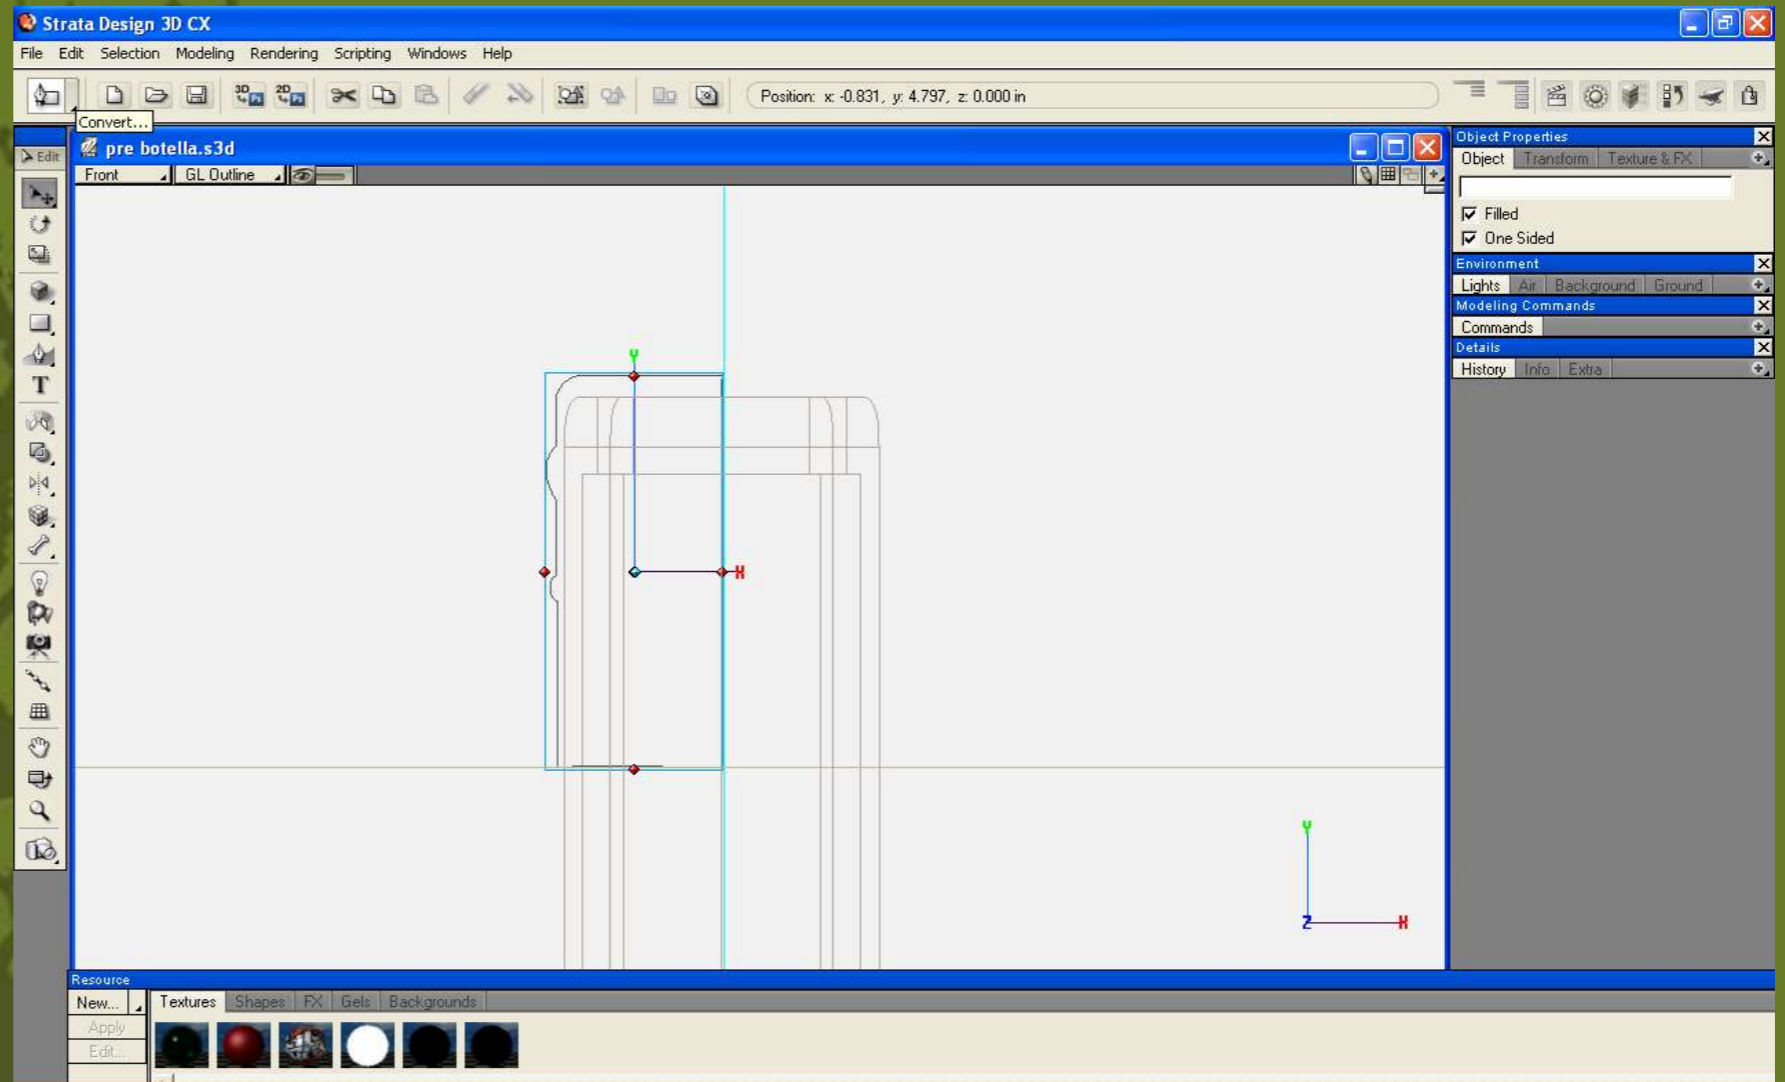 Strata Design 3D CX
File Edit Selection Modeling Rendering Scripting Windows Help
3D 2D Position: x: -0.831, y: 4.797, z: 0.000 in
Convert...
Edit
pre botella.s3d
Front GL Outline
Object Properties
Object Transform Texture & FX
Filled
One Sided
Environment
Lights Air Background Ground
Modeling Commands
Commands
Details
History Info Extra
T
Y
X
Y
Z X
Resource
New... Textures Shapes FX Gels Backgrounds
Apply
Edit...